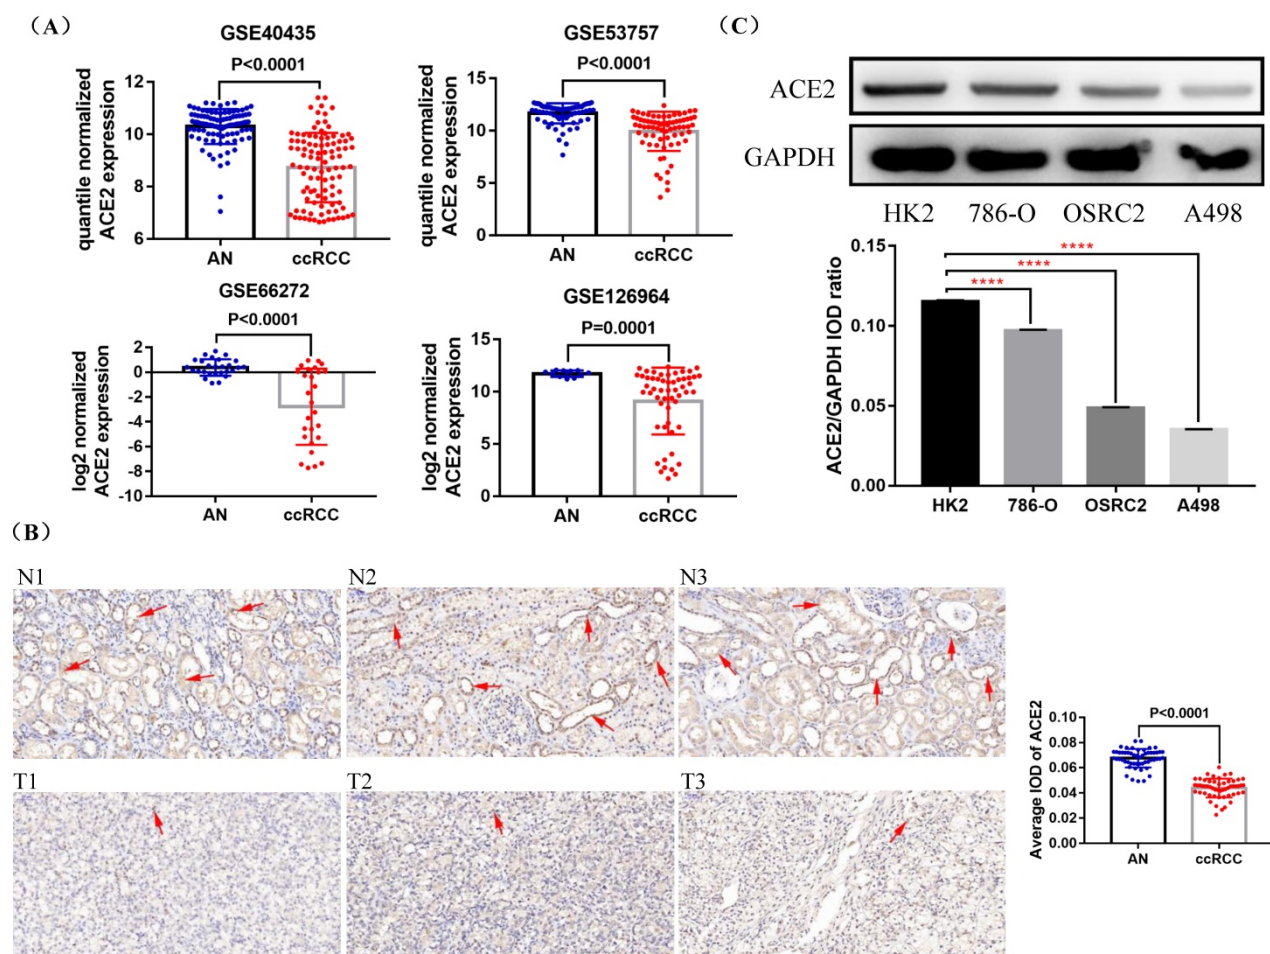 （A）
GSE40435
P<0.0001
quantile normalized
ACE2 expression
12
10
8
6
AN
ccRCC
GSE53757
P<0.0001
quantile normalized
ACE2 expression
15
10
5
0
AN
ccRCC
GSE66272
P<0.0001
log2 normalized
ACE2 expression
2
0
-2
-4
-6
-8
-10
AN
ccRCC
GSE126964
P=0.0001
log2 normalized
ACE2 expression
15
10
5
0
AN
ccRCC
（C）
ACE2
GAPDH
HK2 786-O OSRC2 A498
****
****
****
ACE2/GAPDH IOD ratio
0.15
0.10
0.05
0.00
HK2 786-O OSRC2 A498
（B）
N1
N2
N3
T1
T2
T3
P<0.0001
Average IOD of ACE2
0.10
0.08
0.06
0.04
0.02
0.00
AN
ccRCC